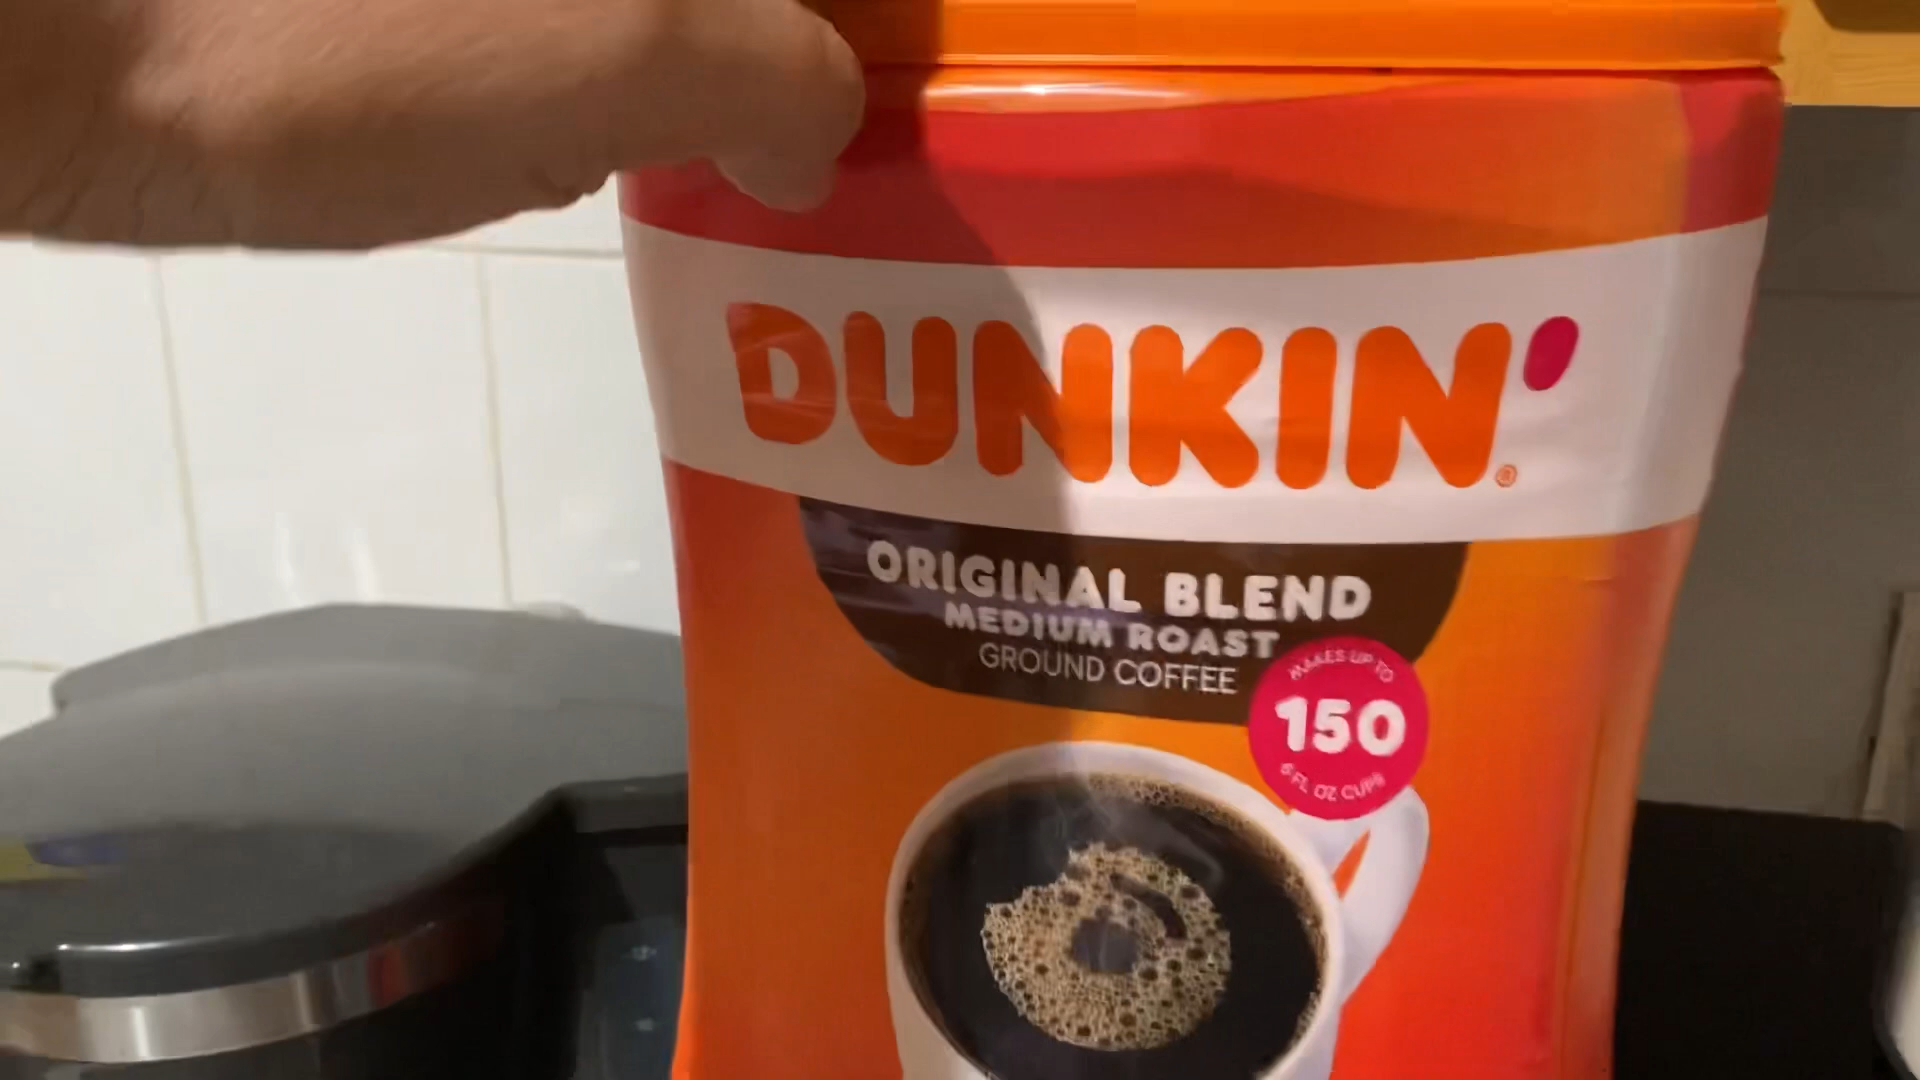 DUNKIN'®
ORIGINAL BLEND
MEDIUM ROAST
GROUND COFFEE
MAKES UP TO
150
6 FL OZ CUPS